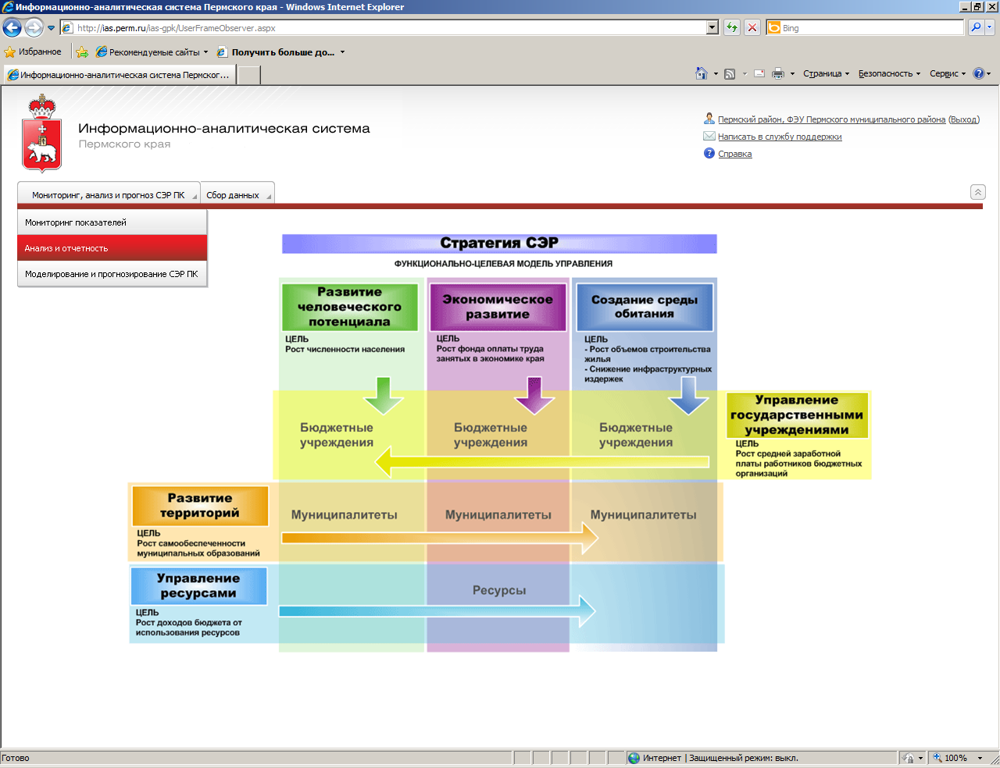 Информационно-аналитическая система Пермского края - Windows Internet Explorer
http://ias.perm.ru/ias-gpk/UserFrameObserver.aspx
Bing
Избранное
Рекомендуемые сайты
Получить больше до...
Информационно-аналитическая система Пермског...
Страница
Безопасность
Сервис
Информационно-аналитическая система
Пермского края
Пермский район, ФЭУ Пермского муниципального района (Выход)
Написать в службу поддержки
Справка
Мониторинг, анализ и прогноз СЭР ПК
Сбор данных
Мониторинг показателей
Анализ и отчетность
Моделирование и прогнозирование СЭР ПК
Стратегия СЭР
ФУНКЦИОНАЛЬНО-ЦЕЛЕВАЯ МОДЕЛЬ УПРАВЛЕНИЯ
Развитие
человеческого
потенциала
ЦЕЛЬ
Рост численности населения
Экономическое
развитие
ЦЕЛЬ
Рост фонда оплаты труда
занятых в экономике края
Создание среды
обитания
ЦЕЛЬ
- Рост объемов строительства
жилья
- Снижение инфраструктурных
издержек
Бюджетные
учреждения
Бюджетные
учреждения
Бюджетные
учреждения
Управление
государственными
учреждениями
ЦЕЛЬ
Рост средней заработной
платы работников бюджетных
организаций
Развитие
территорий
ЦЕЛЬ
Рост самообеспеченности
муниципальных образований
Муниципалитеты
Муниципалитеты
Муниципалитеты
Управление
ресурсами
ЦЕЛЬ
Рост доходов бюджета от
использования ресурсов
Ресурсы
Готово
Интернет | Защищенный режим: выкл.
100%